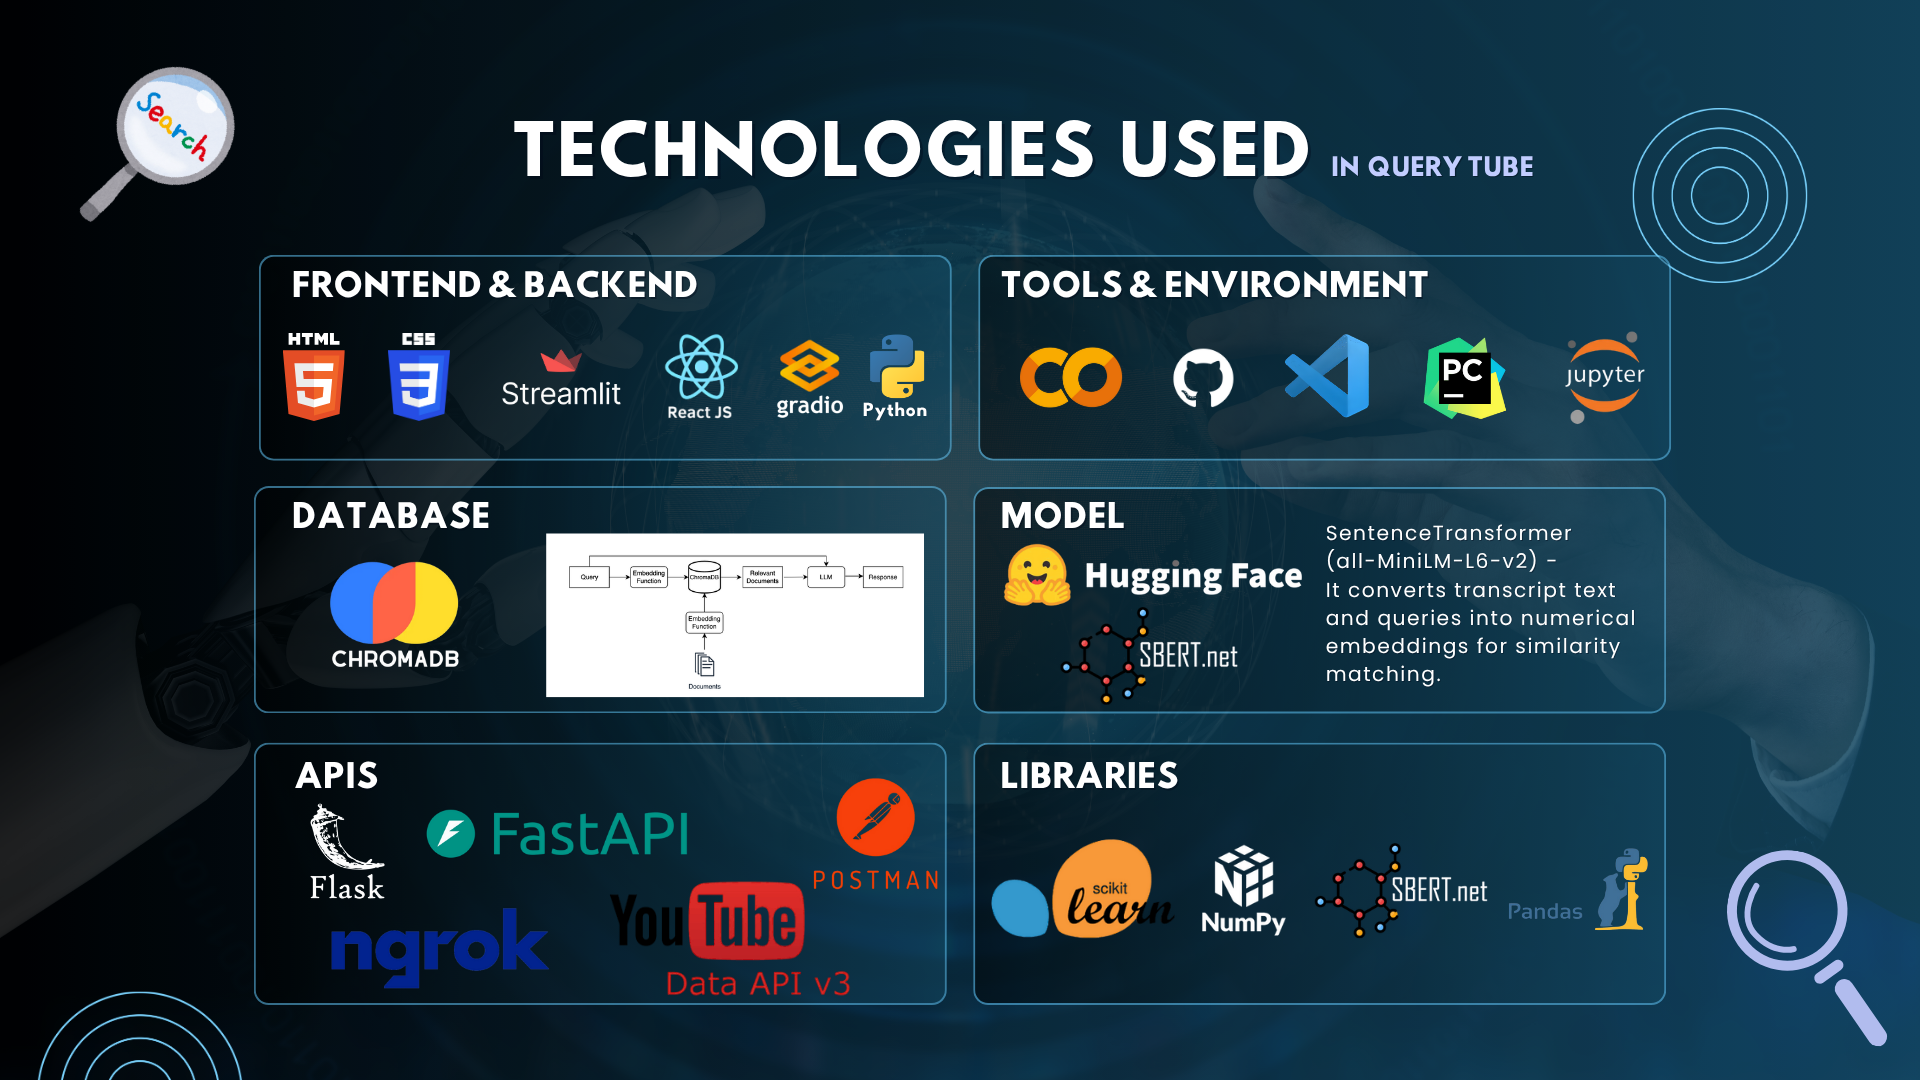 Search
TECHNOLOGIES USED IN QUERY TUBE
FRONTEND & BACKEND
HTML
5
CSS
3
Streamlit
React JS
gradio
Python
TOOLS & ENVIRONMENT
PC
jupyter
DATABASE
CHROMADB
Query
Embedding
Function
ChromaDB
Relevant
Documents
LLM
Response
Embedding
Function
Documents
MODEL
Hugging Face
SBERT.net
SentenceTransformer
(all-MiniLM-L6-v2) -
It converts transcript text
and queries into numerical
embeddings for similarity
matching.
APIS
Flask
FastAPI
POSTMAN
ngrok
YouTube
Data API v3
LIBRARIES
scikit
learn
NumPy
SBERT.net
Pandas